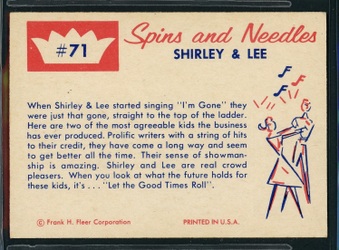 #71
Spins and Needles
SHIRLEY & LEE
When Shirley & Lee started singing "I'm Gone" they
were just that gone, straight to the top of the ladder.
Here are two of the most agreeable kids the business
has ever produced. Prolific writers with a string of hits
to their credit, they have come a long way and seem
to get better all the time. Their sense of showman-
ship is amazing. Shirley and Lee are real crowd
pleasers. When you look at what the future holds for
these kids, it's . . . "Let the Good Times Roll".
© Frank H. Fleer Corporation
PRINTED IN U.S.A.